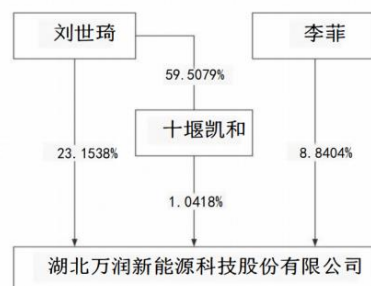 刘世琦
李菲
59.5079%
十堰凯和
23.1538%
8.8404%
1.0418%
湖北万润新能源科技股份有限公司